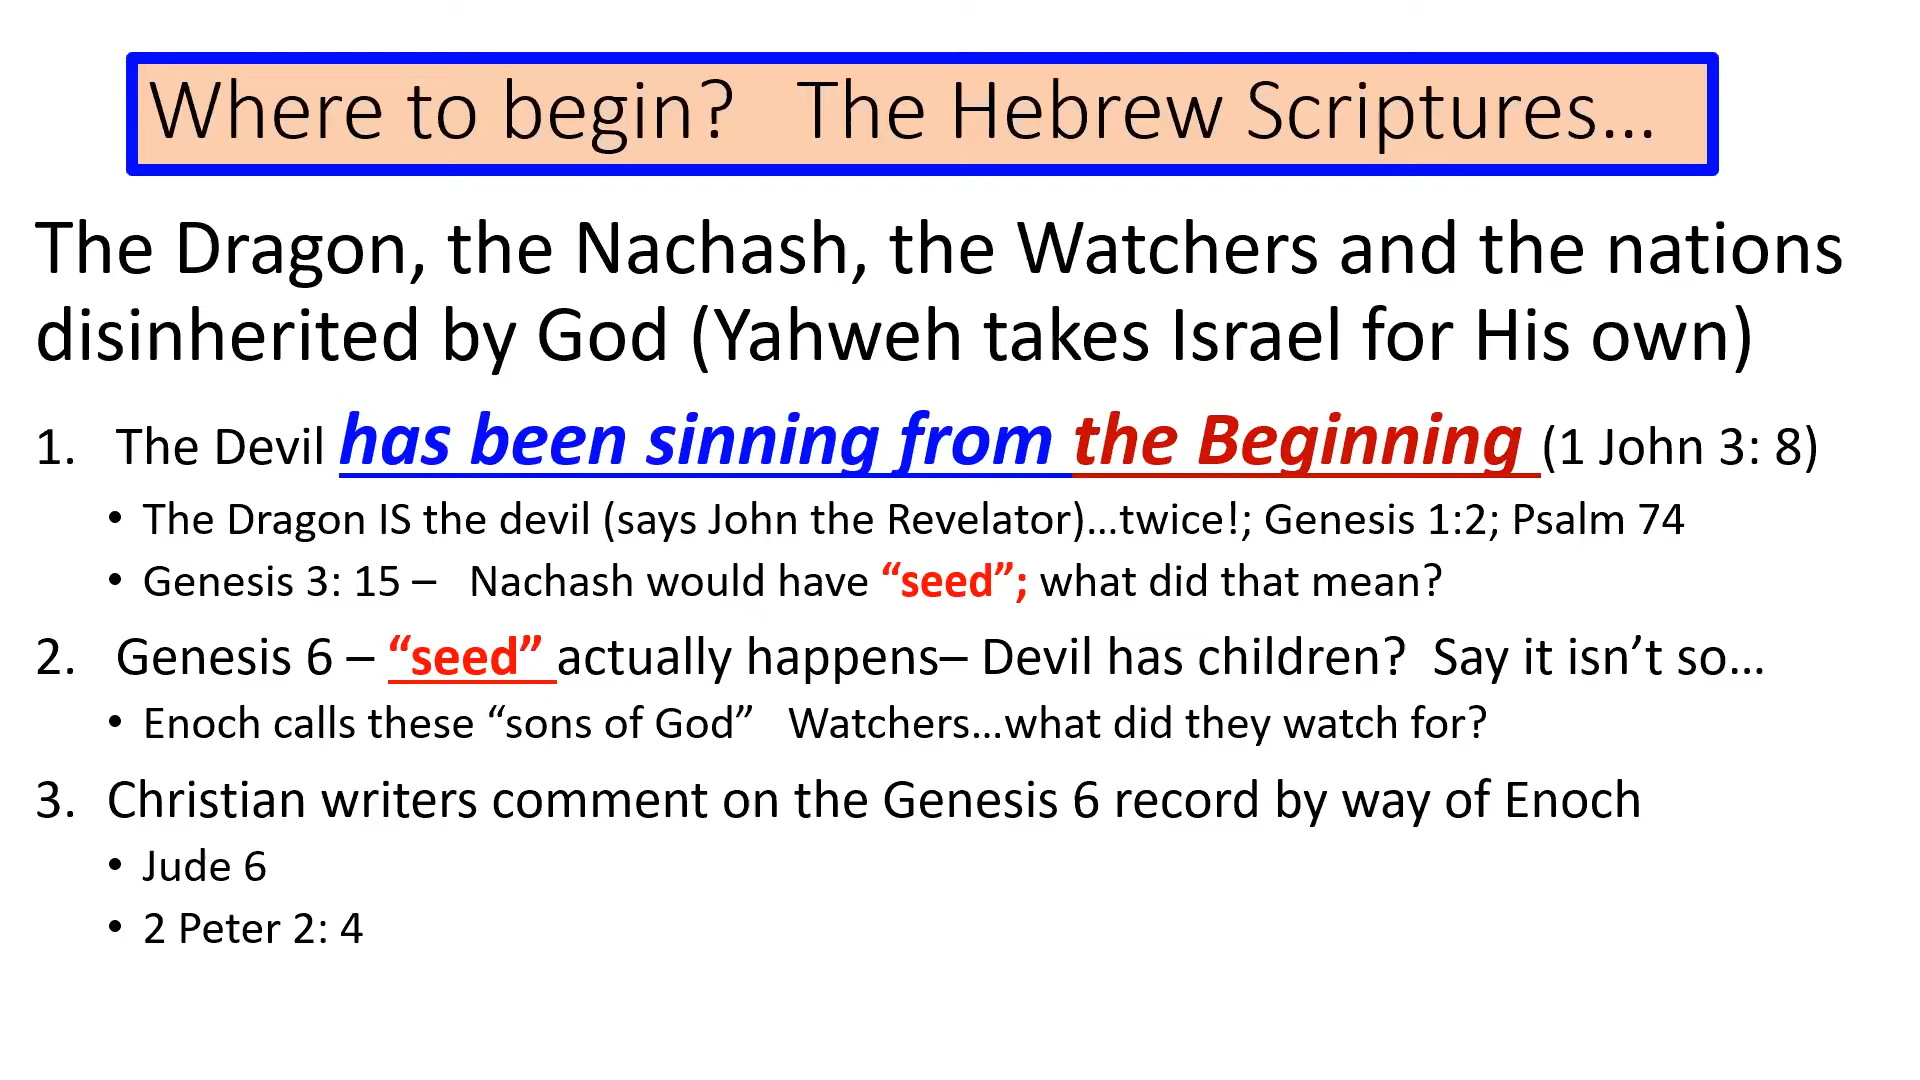 Where to begin?   The Hebrew Scriptures…
The Dragon, the Nachash, the Watchers and the nations
disinherited by God (Yahweh takes Israel for His own)
1. The Devil has been sinning from the Beginning (1 John 3: 8)
• The Dragon IS the devil (says John the Revelator)…twice!; Genesis 1:2; Psalm 74
• Genesis 3: 15 –   Nachash would have “seed”; what did that mean?
2. Genesis 6 – “seed” actually happens– Devil has children?  Say it isn’t so…
• Enoch calls these “sons of God”   Watchers…what did they watch for?
3. Christian writers comment on the Genesis 6 record by way of Enoch
• Jude 6
• 2 Peter 2: 4